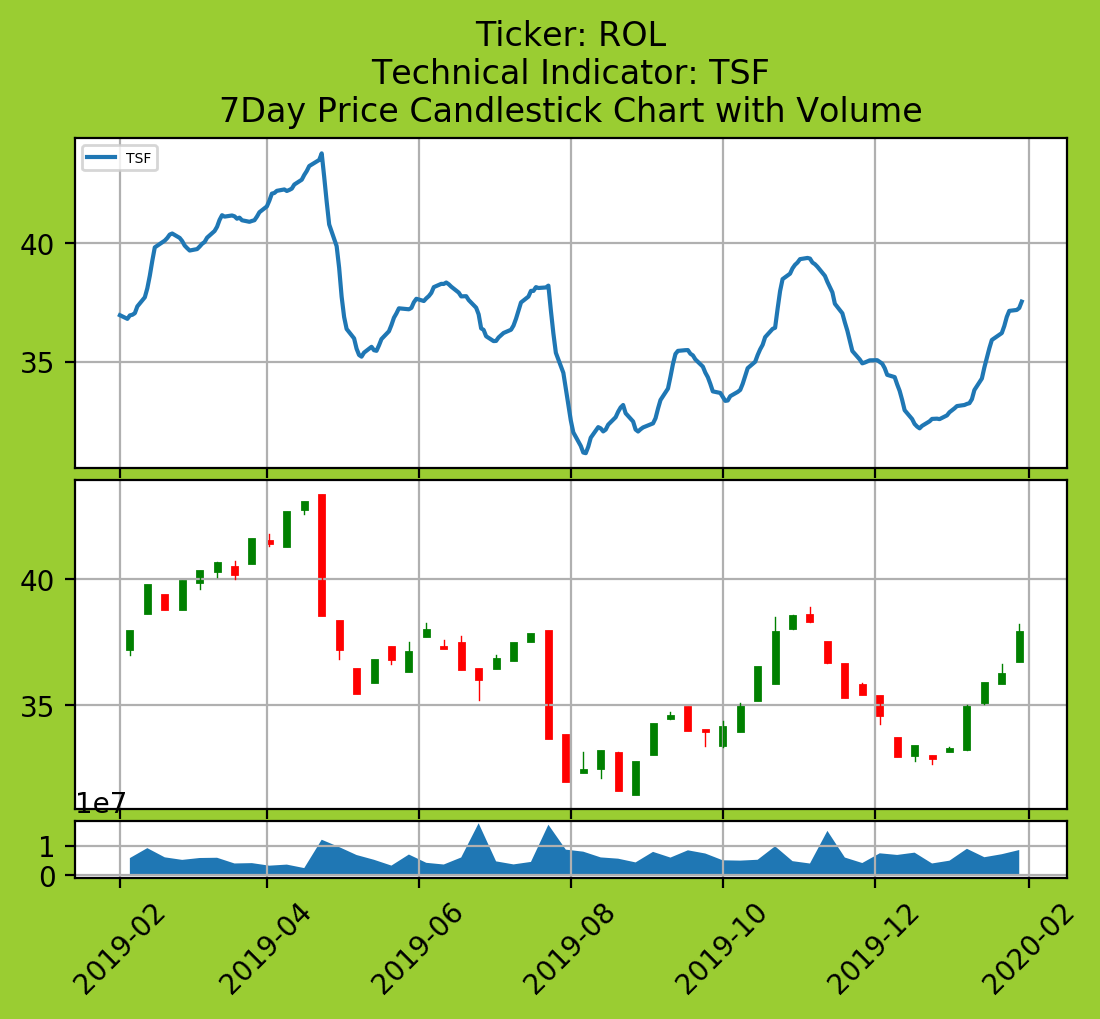 Ticker: ROL
Technical Indicator: TSF
7Day Price Candlestick Chart with Volume
TSF
40
35
40
35
1e7
1
0
2019-02
2019-04
2019-06
2019-08
2019-10
2019-12
2020-02